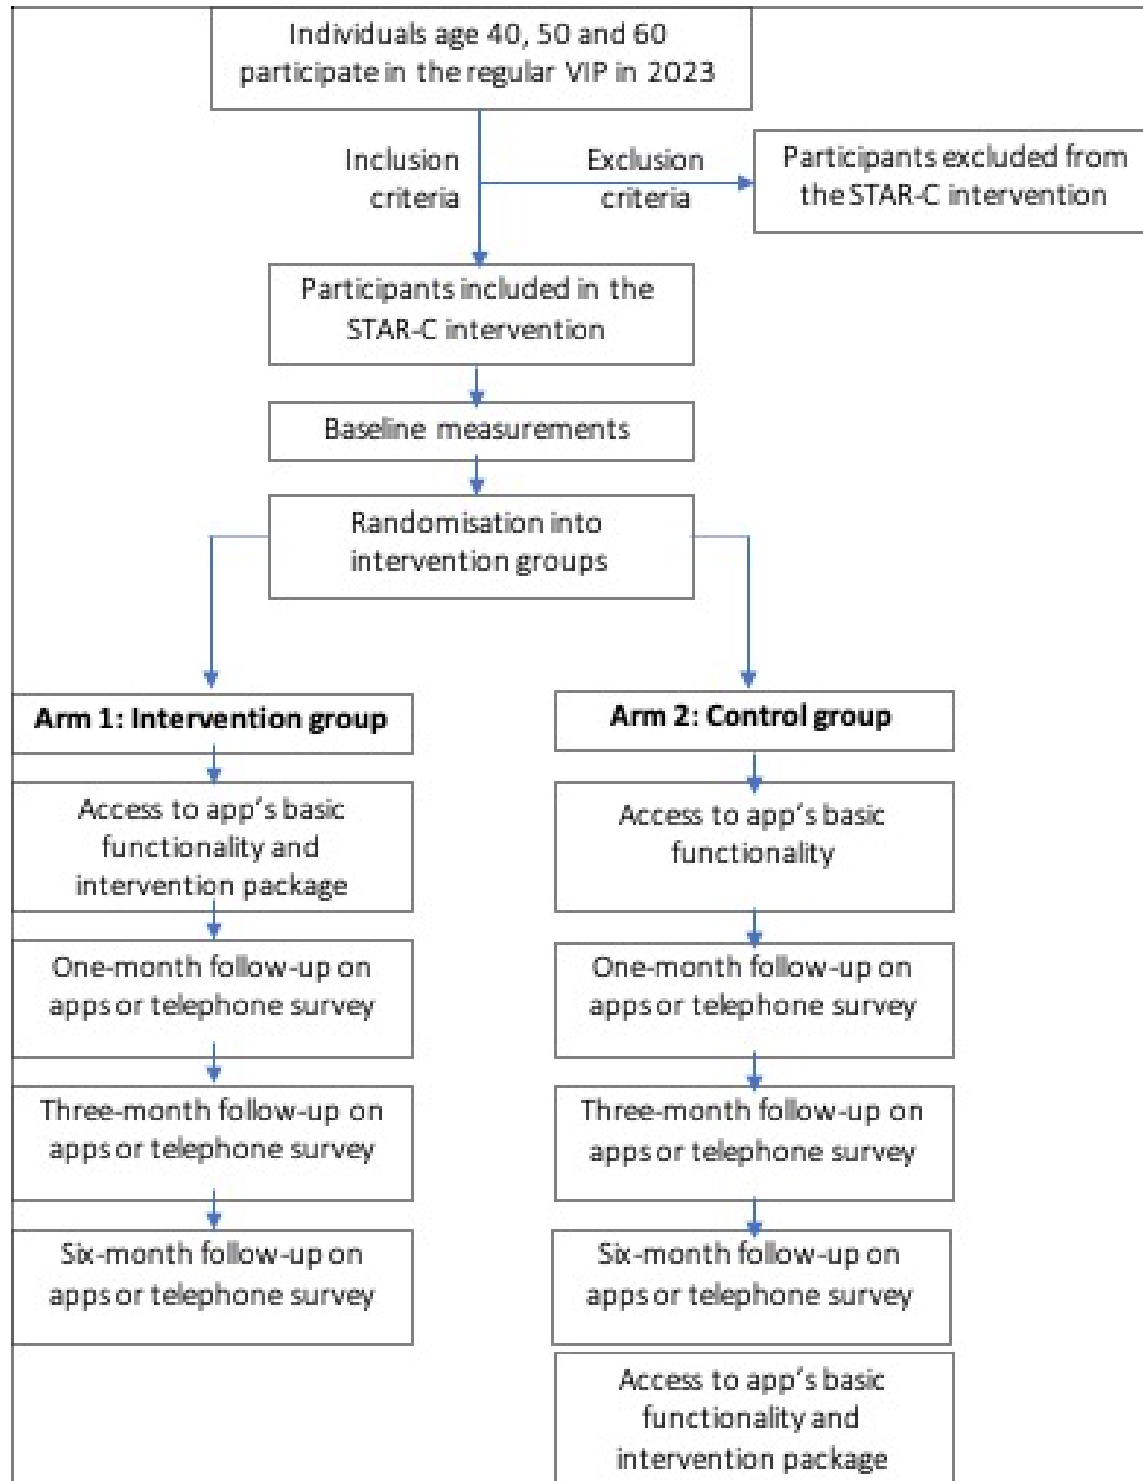 Individuals age 40, 50 and 60
participate in the regular VIP in 2023
Inclusion
criteria
Exclusion
criteria
Participants excluded from
the STAR-C intervention
Participants included in the
STAR-C intervention
Baseline measurements
Randomisation into
intervention groups
Arm 1: Intervention group
Access to app's basic
functionality and
intervention package
One-month follow-up on
apps or telephone survey
Three-month follow-up on
apps or telephone survey
Six-month follow-up on
apps or telephone survey
Arm 2: Control group
Access to app's basic
functionality
One-month follow-up on
apps or telephone survey
Three-month follow-up on
apps or telephone survey
Six-month follow-up on
apps or telephone survey
Access to app's basic
functionality and
intervention package